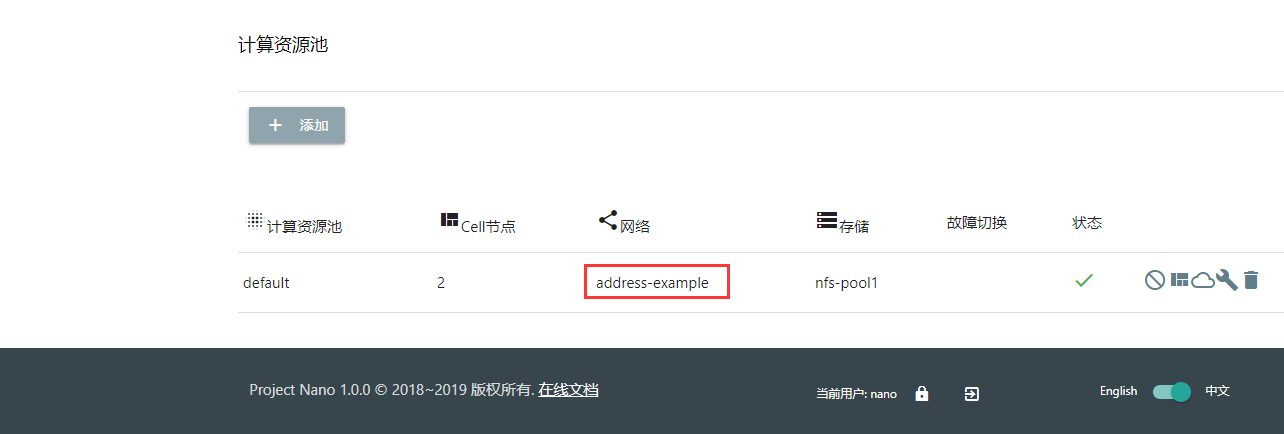 计算资源池
添加
计算资源池 Cell节点 网络 存储 故障切换 状态
default 2 address-example nfs-pool1
Project Nano 1.0.0 © 2018~2019 版权所有. 在线文档 当前用户: nano English 中文